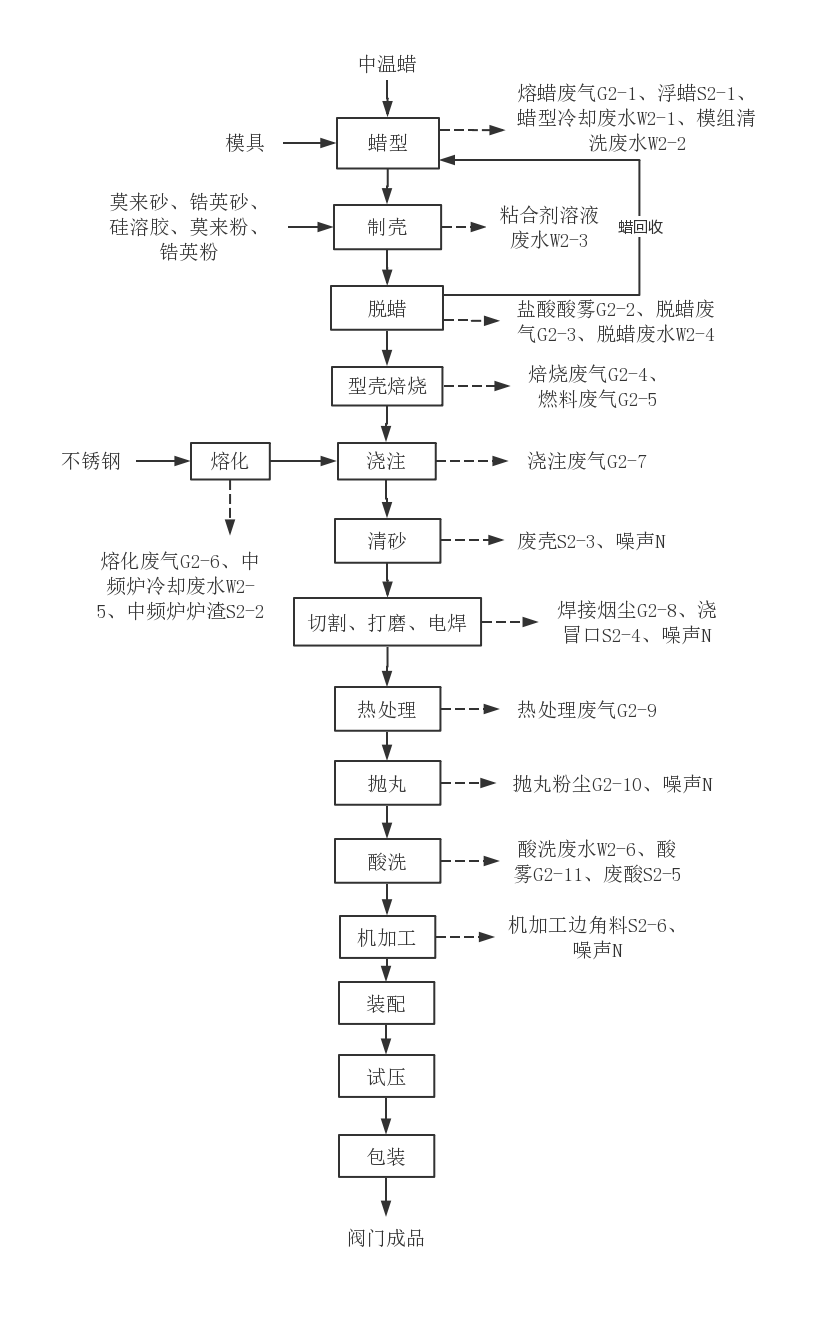 中温蜡
熔蜡废气G2-1、浮蜡S2-1、
蜡型冷却废水W2-1、模组清
洗废水W2-2
模具
蜡型
莫来砂、锆英砂、
硅溶胶、莫来粉、
锆英粉
制壳
粘合剂溶液
废水W2-3
蜡回收
脱蜡
盐酸酸雾G2-2、脱蜡废
气G2-3、脱蜡废水W2-4
型壳焙烧
焙烧废气G2-4、
燃料废气G2-5
不锈钢
熔化
浇注
浇注废气G2-7
熔化废气G2-6、中
频炉冷却废水W2-
5、中频炉炉渣S2-2
清砂
废壳S2-3、噪声N
切割、打磨、电焊
焊接烟尘G2-8、浇
冒口S2-4、噪声N
热处理
热处理废气G2-9
抛丸
抛丸粉尘G2-10、噪声N
酸洗
酸洗废水W2-6、酸
雾G2-11、废酸S2-5
机加工
机加工边角料S2-6、
噪声N
装配
试压
包装
阀门成品